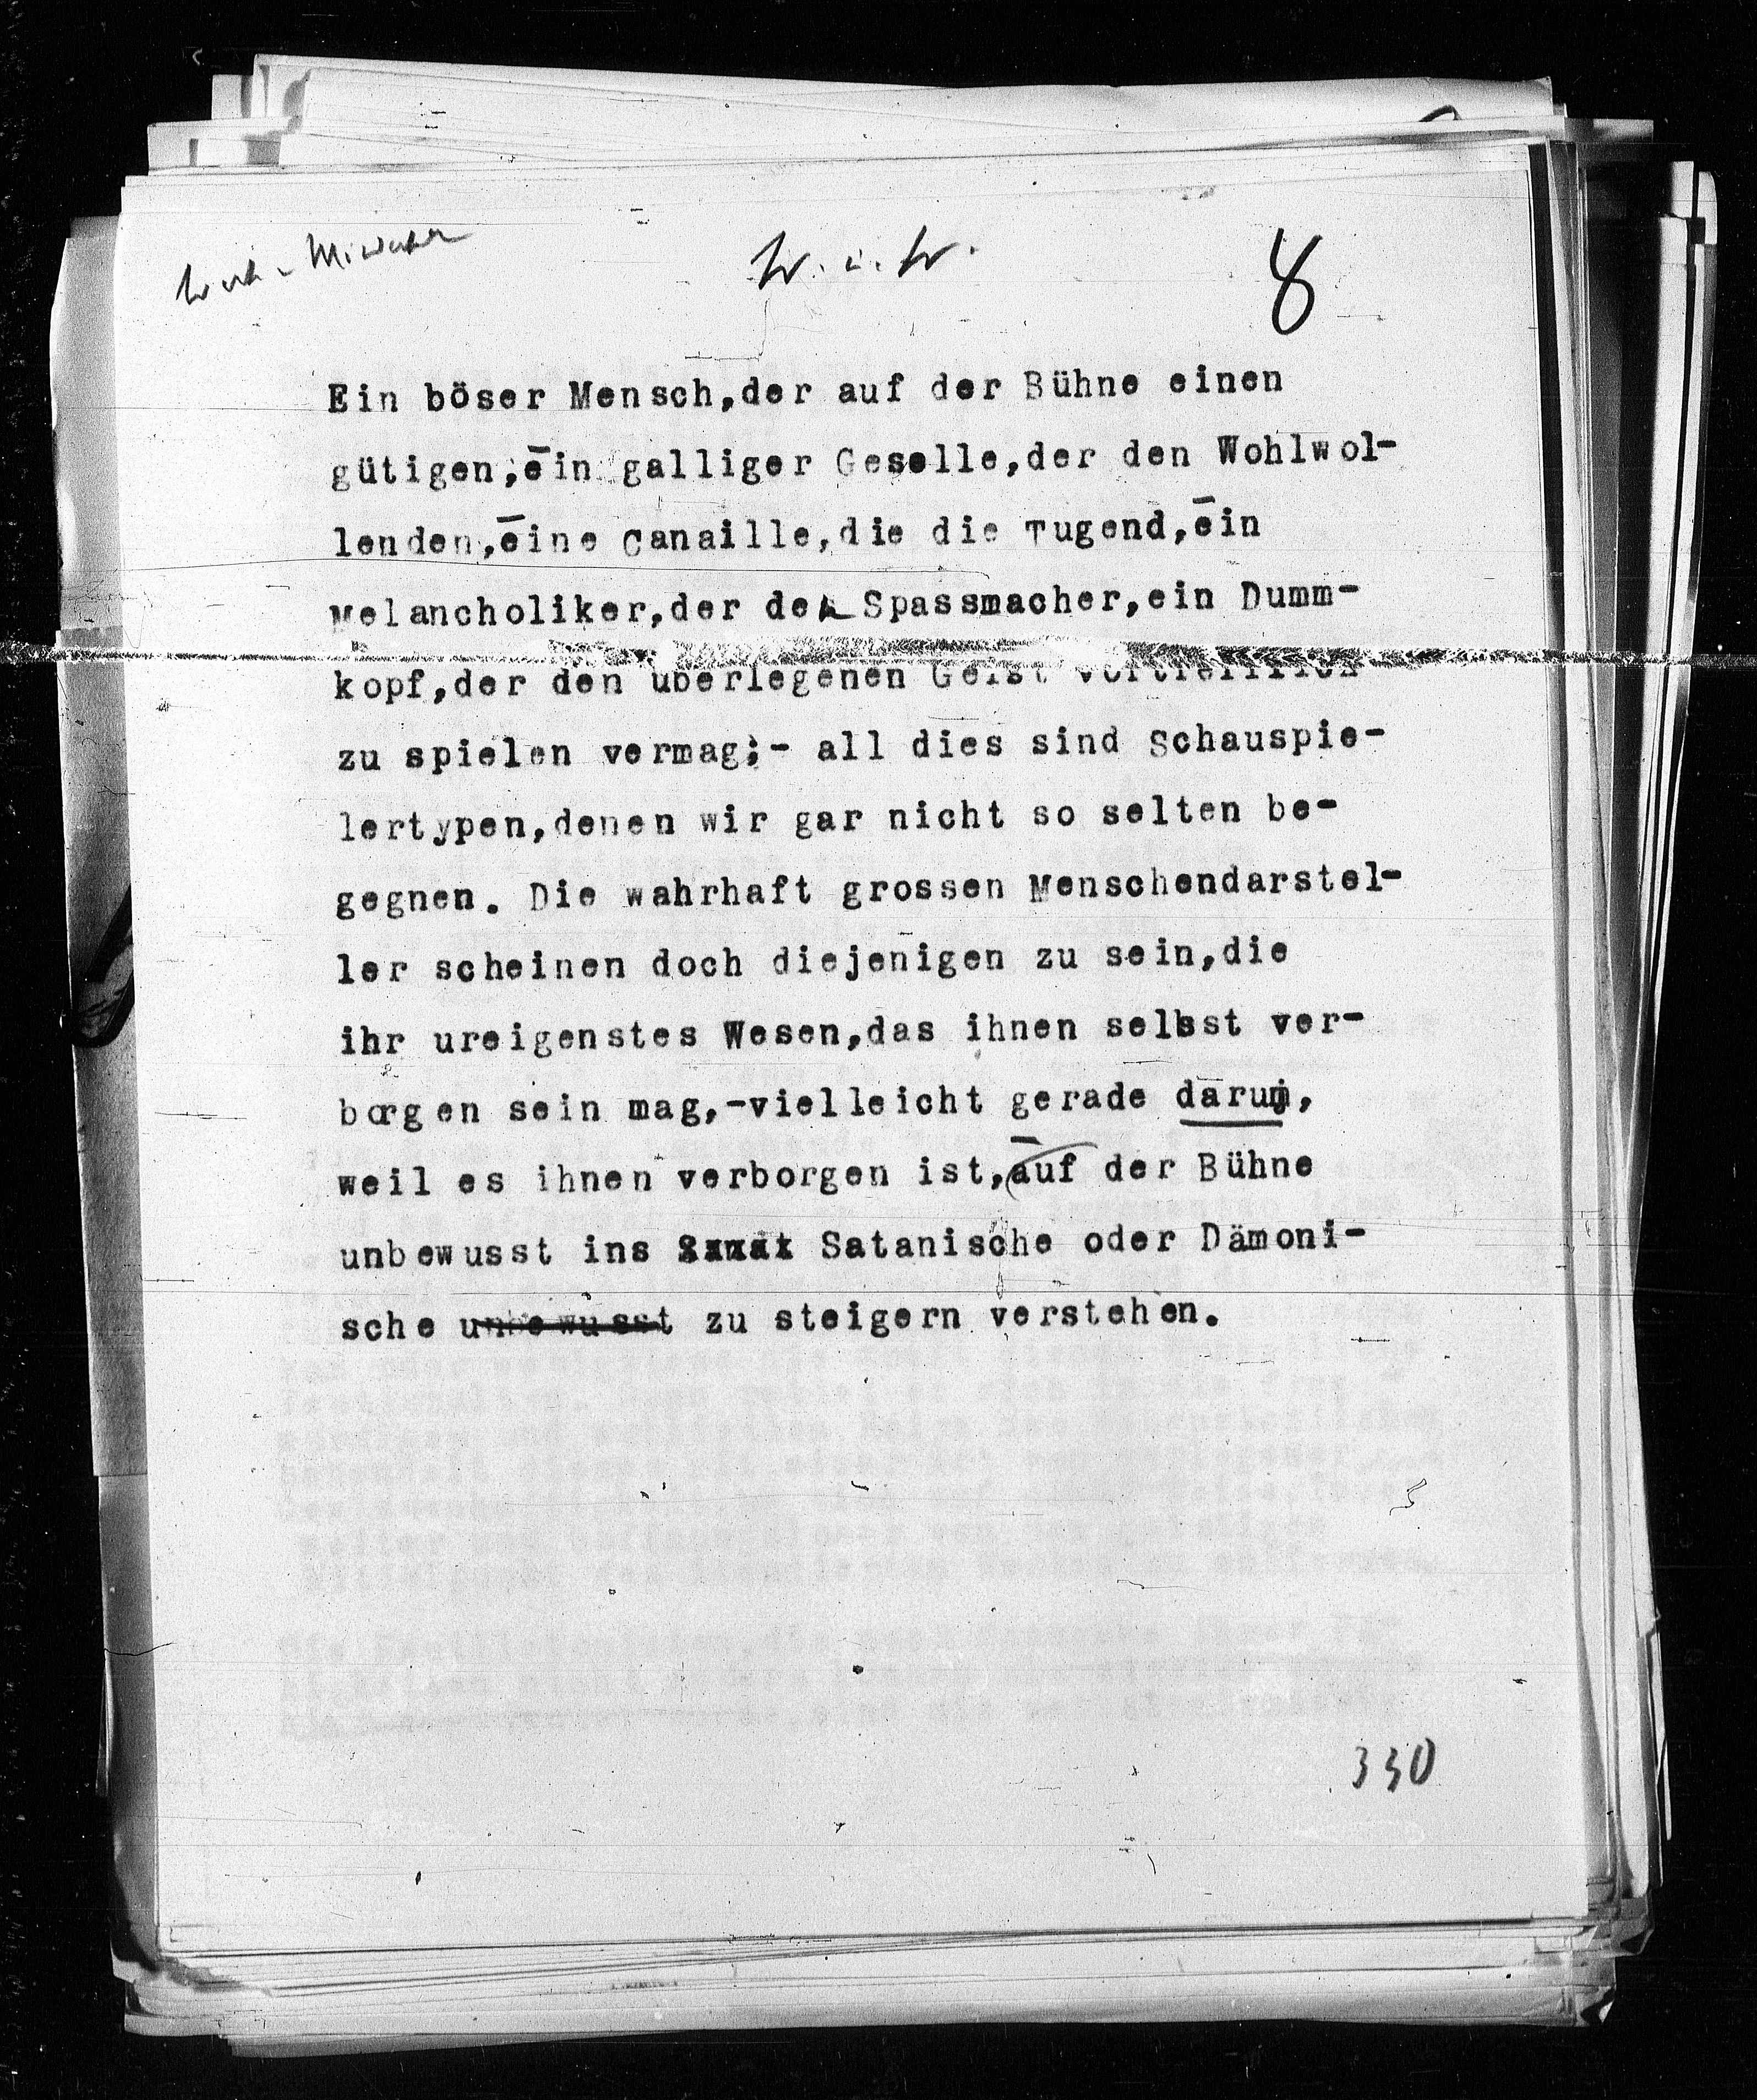 W. u. W.
8
Ein böser Mensch,der auf der Bühne einen
gütigen,ein galliger Geselle,der den Wohlwol-
lenden,eine Canaille,die die Tugend,ein
Melancholiker,der den Spassmacher,ein Dumm-
kopf,der den überlegenen Geist vortrefflich
zu spielen vermag;- all dies sind Schauspie-
lertypen,denen wir gar nicht so selten be-
gegnen. Die wahrhaft grossen Menschendarstel-
ler scheinen doch diejenigen zu sein,die
ihr ureigenstes Wesen,das ihnen selbst ver-
borgen sein mag,-vielleicht gerade darum,
weil es ihnen verborgen ist,auf der Bühne
unbewusst ins Satanische oder Dämoni-
sche unbewusst zu steigern verstehen.
330